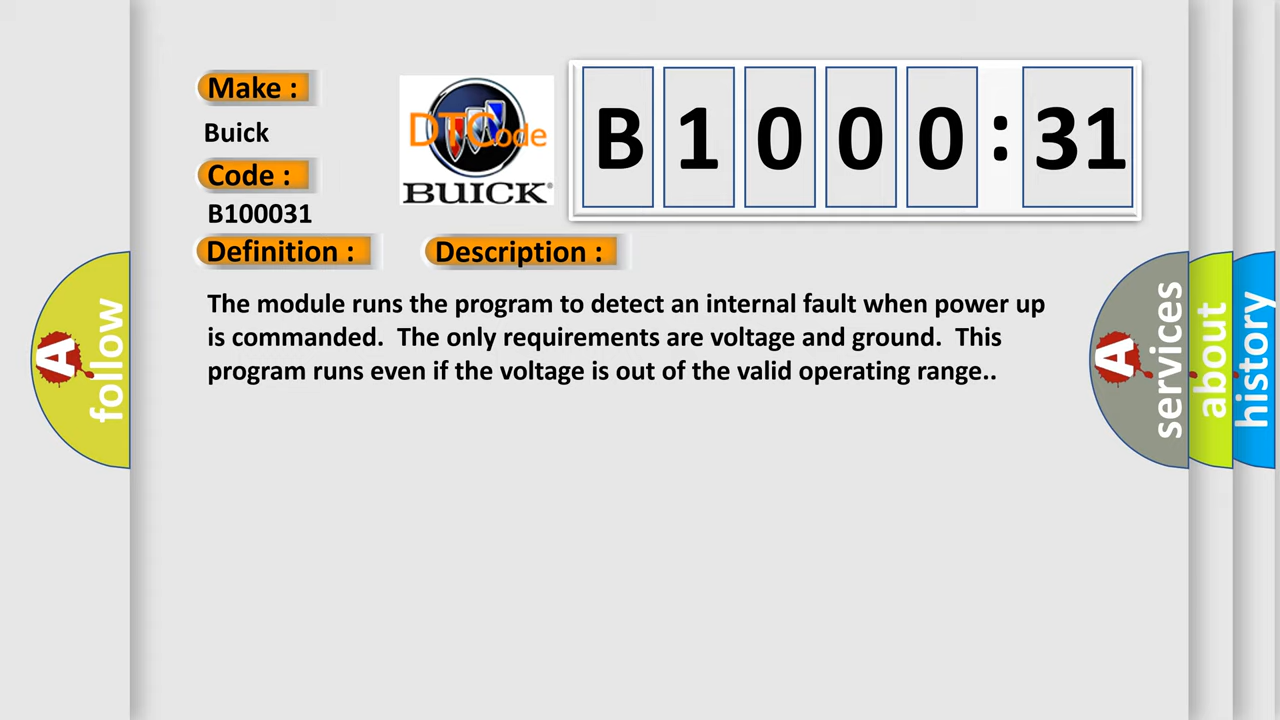 Make :
Buick
Code :
B100031
DTCode
BUICK®
B 1 0 0 0 : 31
Definition :
Description :
The module runs the program to detect an internal fault when power up
is commanded  The only requirements are voltage and ground  This
program runs even if the voltage is out of the valid operating range..
A follow
A services
about
history